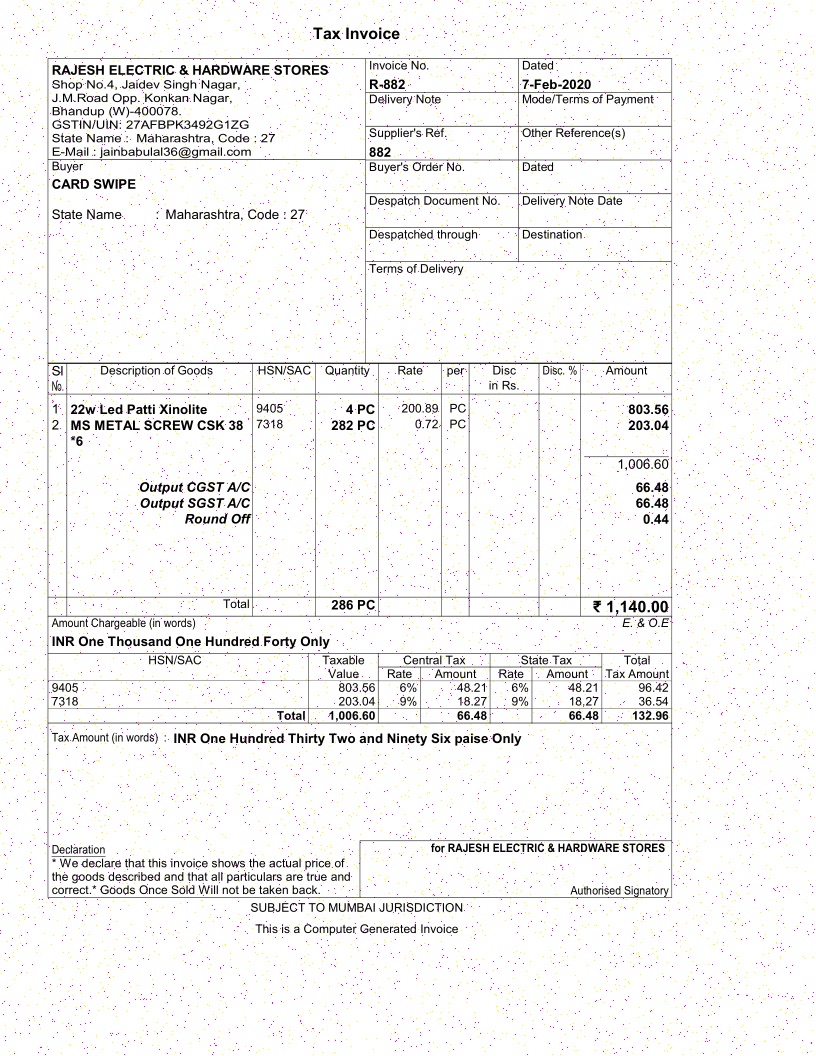 Tax Invoice
RAJESH ELECTRIC & HARDWARE STORES
Shop No.4, Jaidev Singh Nagar,
J.M.Road Opp. Konkan Nagar,
Bhandup (W)-400078.
GSTIN/UIN: 27AFBPK3492G1ZG
State Name : Maharashtra, Code : 27
E-Mail : jainbabulal36@gmail.com
Invoice No. Dated
R-882 7-Feb-2020
Delivery Note Mode/Terms of Payment
Supplier's Ref. Other Reference(s)
882
Buyer
CARD SWIPE
State Name : Maharashtra, Code : 27
Buyer's Order No. Dated
Despatch Document No. Delivery Note Date
Despatched through Destination
Terms of Delivery
Sl Description of Goods HSN/SAC Quantity Rate per Disc Disc. % Amount
No. in Rs.
1 22w Led Patti Xinolite 9405 4 PC 200.89 PC 803.56
2 MS METAL SCREW CSK 38 7318 282 PC 0.72 PC 203.04
*6
1,006.60
Output CGST A/C 66.48
Output SGST A/C 66.48
Round Off 0.44
Total 286 PC ₹ 1,140.00
Amount Chargeable (in words) E. & O.E
INR One Thousand One Hundred Forty Only
HSN/SAC Taxable Central Tax State Tax Total
Value Rate Amount Rate Amount Tax Amount
9405 803.56 6% 48.21 6% 48.21 96.42
7318 203.04 9% 18.27 9% 18.27 36.54
Total 1,006.60 66.48 66.48 132.96
Tax Amount (in words) : INR One Hundred Thirty Two and Ninety Six paise Only
Declaration
* We declare that this invoice shows the actual price of
the goods described and that all particulars are true and
correct.* Goods Once Sold Will not be taken back.
for RAJESH ELECTRIC & HARDWARE STORES
Authorised Signatory
SUBJECT TO MUMBAI JURISDICTION
This is a Computer Generated Invoice